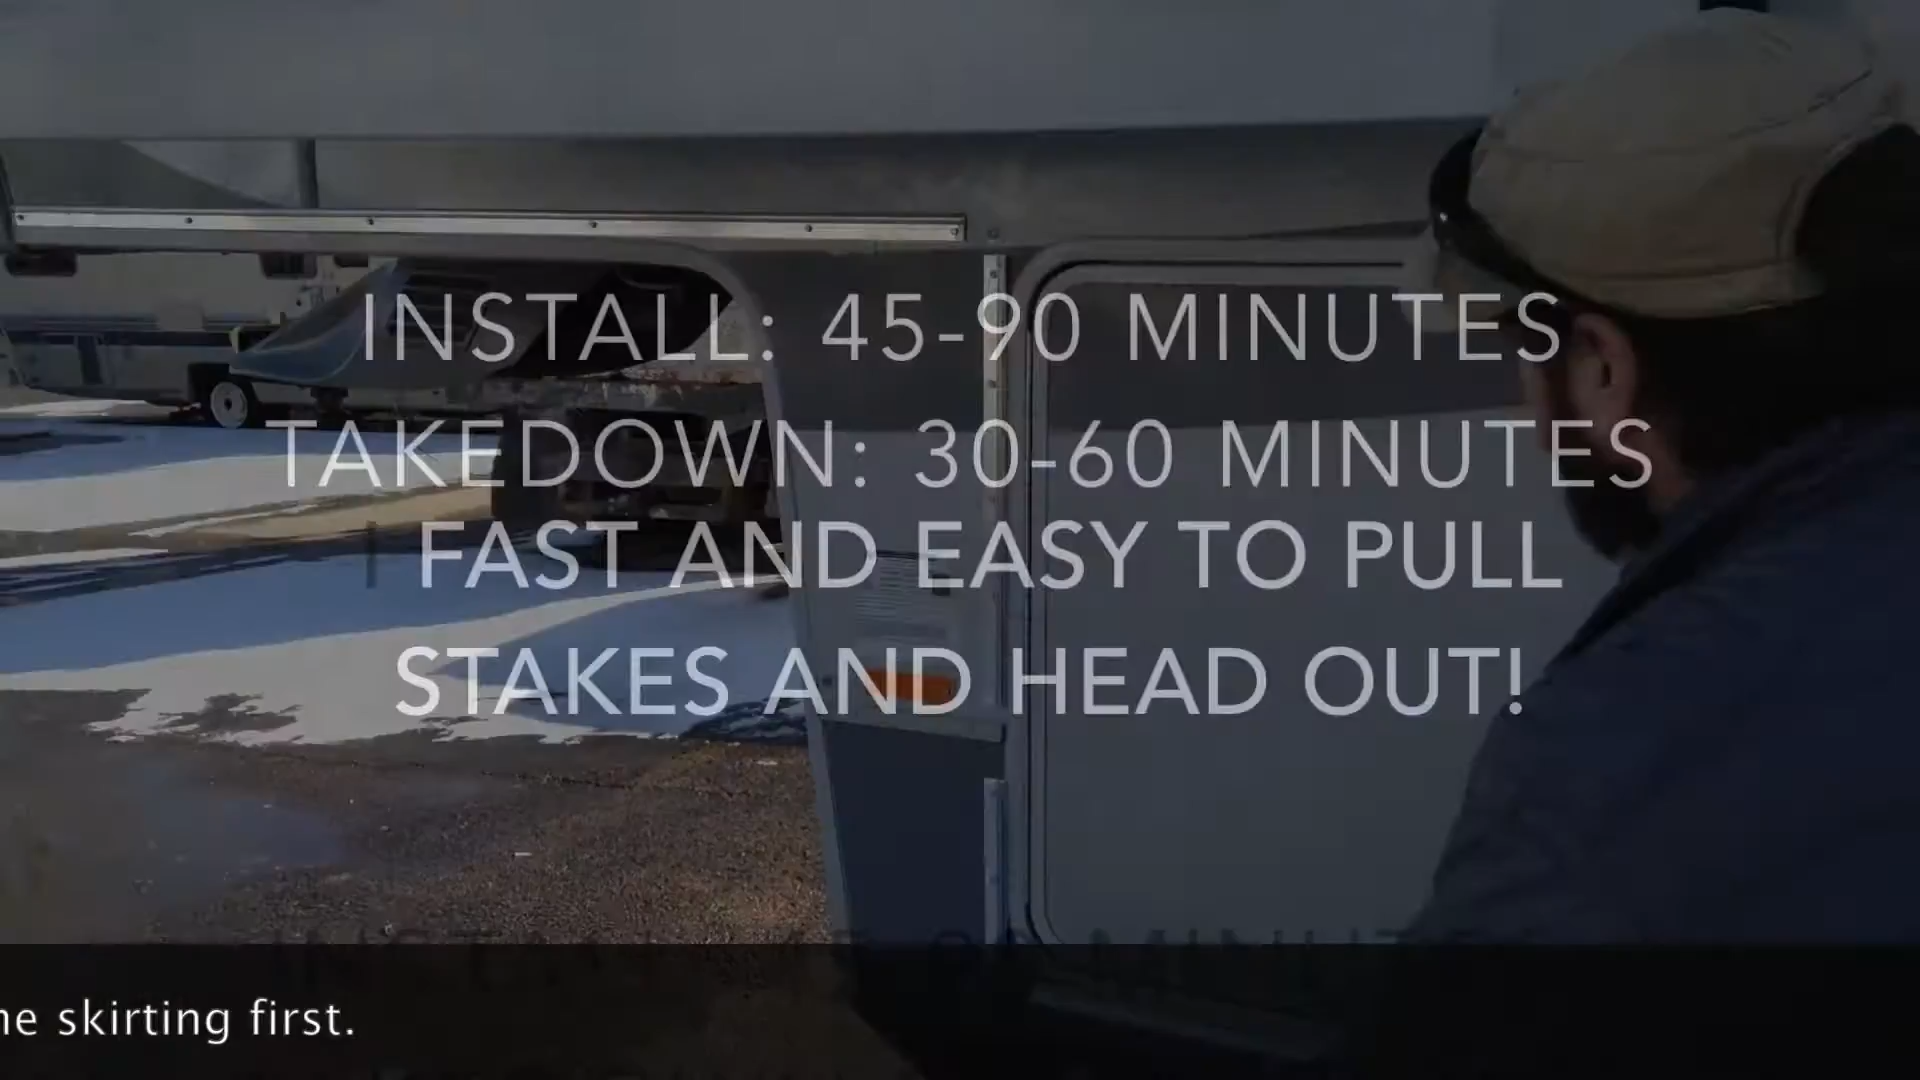 INSTALL: 45-90 MINUTES
TAKEDOWN: 30-60 MINUTES
FAST AND EASY TO PULL
STAKES AND HEAD OUT!
skirting first.